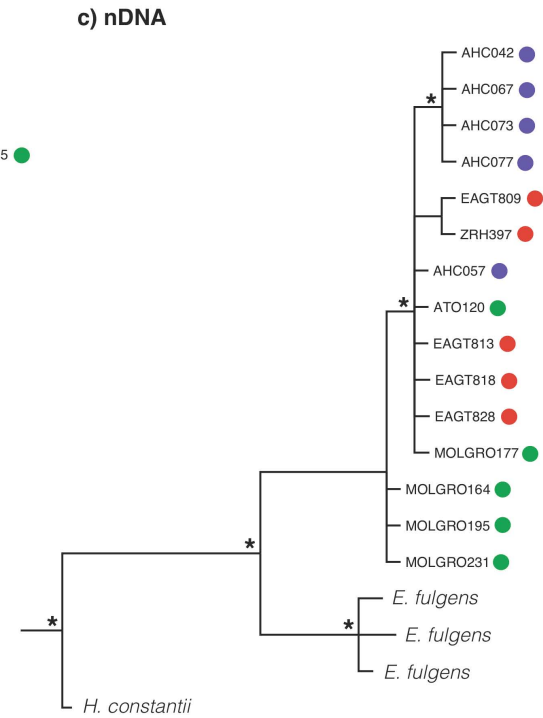 c) nDNA
AHC042
*
AHC067
AHC073
5
AHC077
EAGT809
ZRH397
AHC057
*
ATO120
EAGT813
EAGT818
EAGT828
MOLGRO177
MOLGRO164
MOLGRO195
*
MOLGRO231
E. fulgens
*
*
E. fulgens
E. fulgens
H. constantii